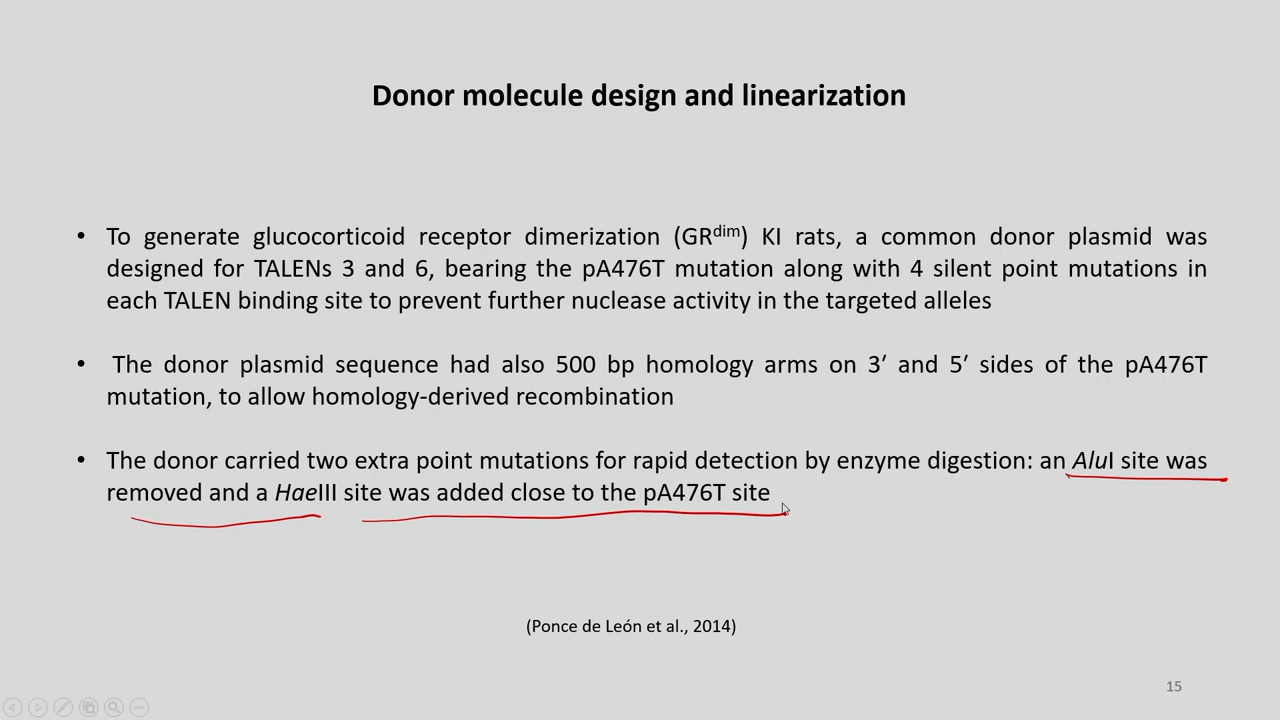 Donor molecule design and linearization
• To generate glucocorticoid receptor dimerization (GRdim) KI rats, a common donor plasmid was
designed for TALENs 3 and 6, bearing the pA476T mutation along with 4 silent point mutations in
each TALEN binding site to prevent further nuclease activity in the targeted alleles
• The donor plasmid sequence had also 500 bp homology arms on 3′ and 5′ sides of the pA476T
mutation, to allow homology-derived recombination
• The donor carried two extra point mutations for rapid detection by enzyme digestion: an AluI site was
removed and a HaeIII site was added close to the pA476T site
(Ponce de León et al., 2014)
15